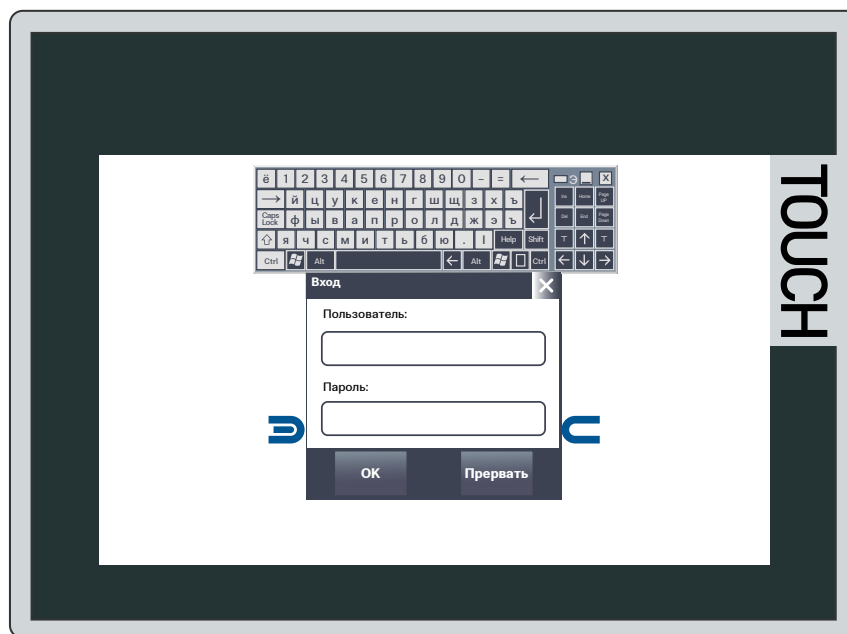 ё 1 2 3 4 5 6 7 8 9 0 - = ← X
→ й ц у к е н г ш щ з х ъ Ins Home Page UP
Caps Lock ф ы в а п р о л д ж э ъ Del End Page Down
я ч с м и т ь б ю . | Help Shift T ↑ T
Ctrl Alt ← Alt Ctrl ← ↓ →
TOUCH
Вход
Пользователь:
Пароль:
OK Прервать